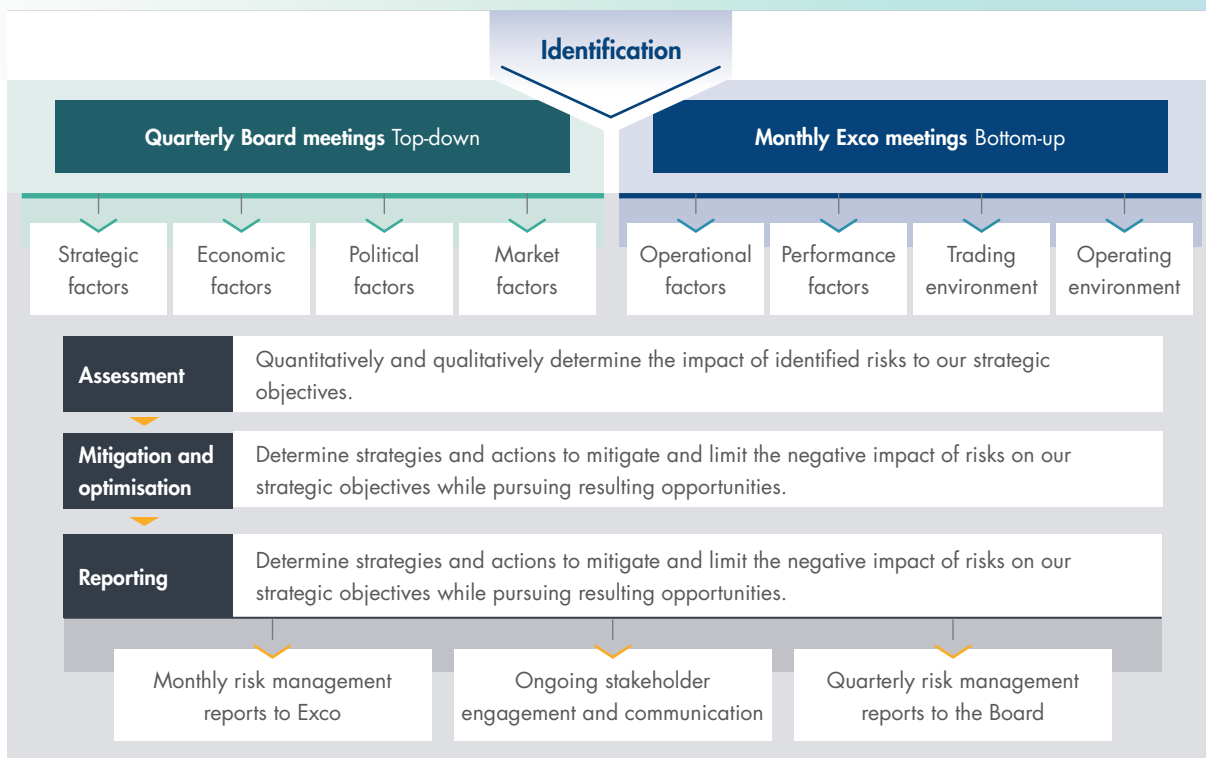 Identification
Quarterly Board meetings Top-down
Monthly Exco meetings Bottom-up
Strategic
factors
Economic
factors
Political
factors
Market
factors
Operational
factors
Performance
factors
Trading
environment
Operating
environment
Assessment
Quantitatively and qualitatively determine the impact of identified risks to our strategic
objectives.
Mitigation and
optimisation
Determine strategies and actions to mitigate and limit the negative impact of risks on our
strategic objectives while pursuing resulting opportunities.
Reporting
Determine strategies and actions to mitigate and limit the negative impact of risks on our
strategic objectives while pursuing resulting opportunities.
Monthly risk management
reports to Exco
Ongoing stakeholder
engagement and communication
Quarterly risk management
reports to the Board